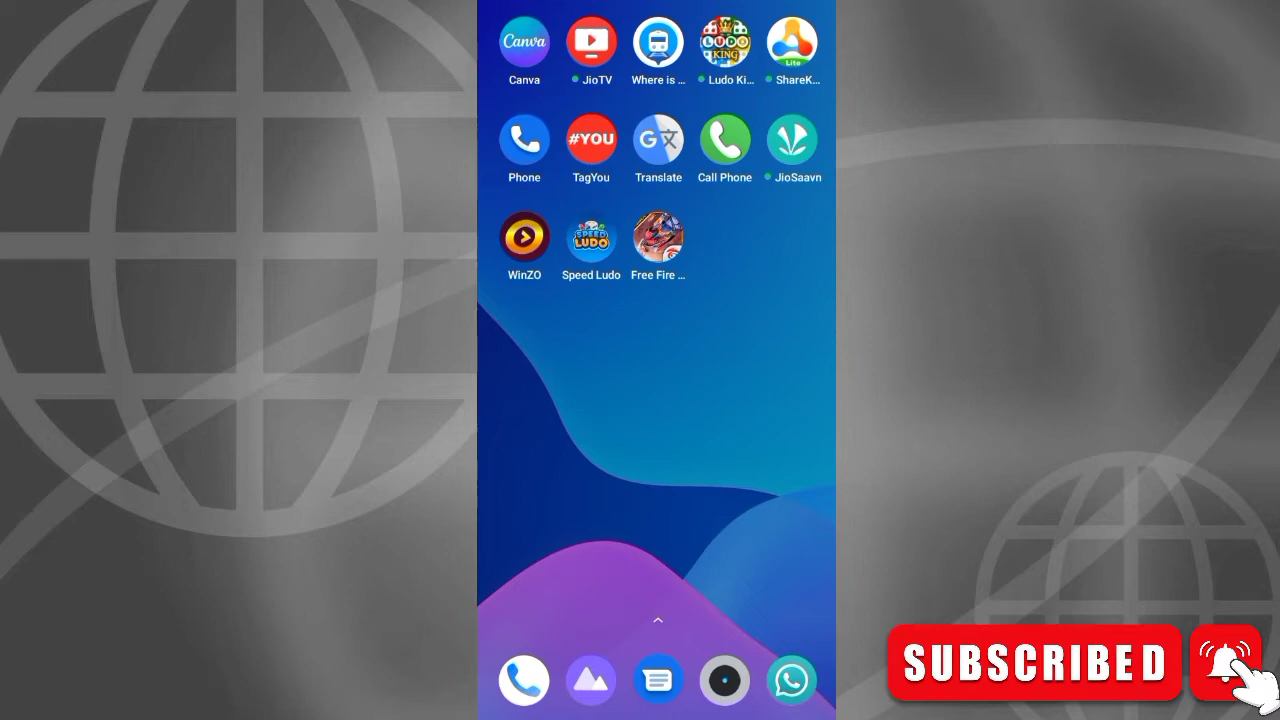 Canva
LUDO
KING
Lite
Canva
JioTV
Where is ...
Ludo Ki...
ShareK...
#YOU
G文
Phone
TagYou
Translate
Call Phone
JioSaavn
SPEED
LUDO
WinZO
Speed Ludo
Free Fire ...
SUBSCRIBED